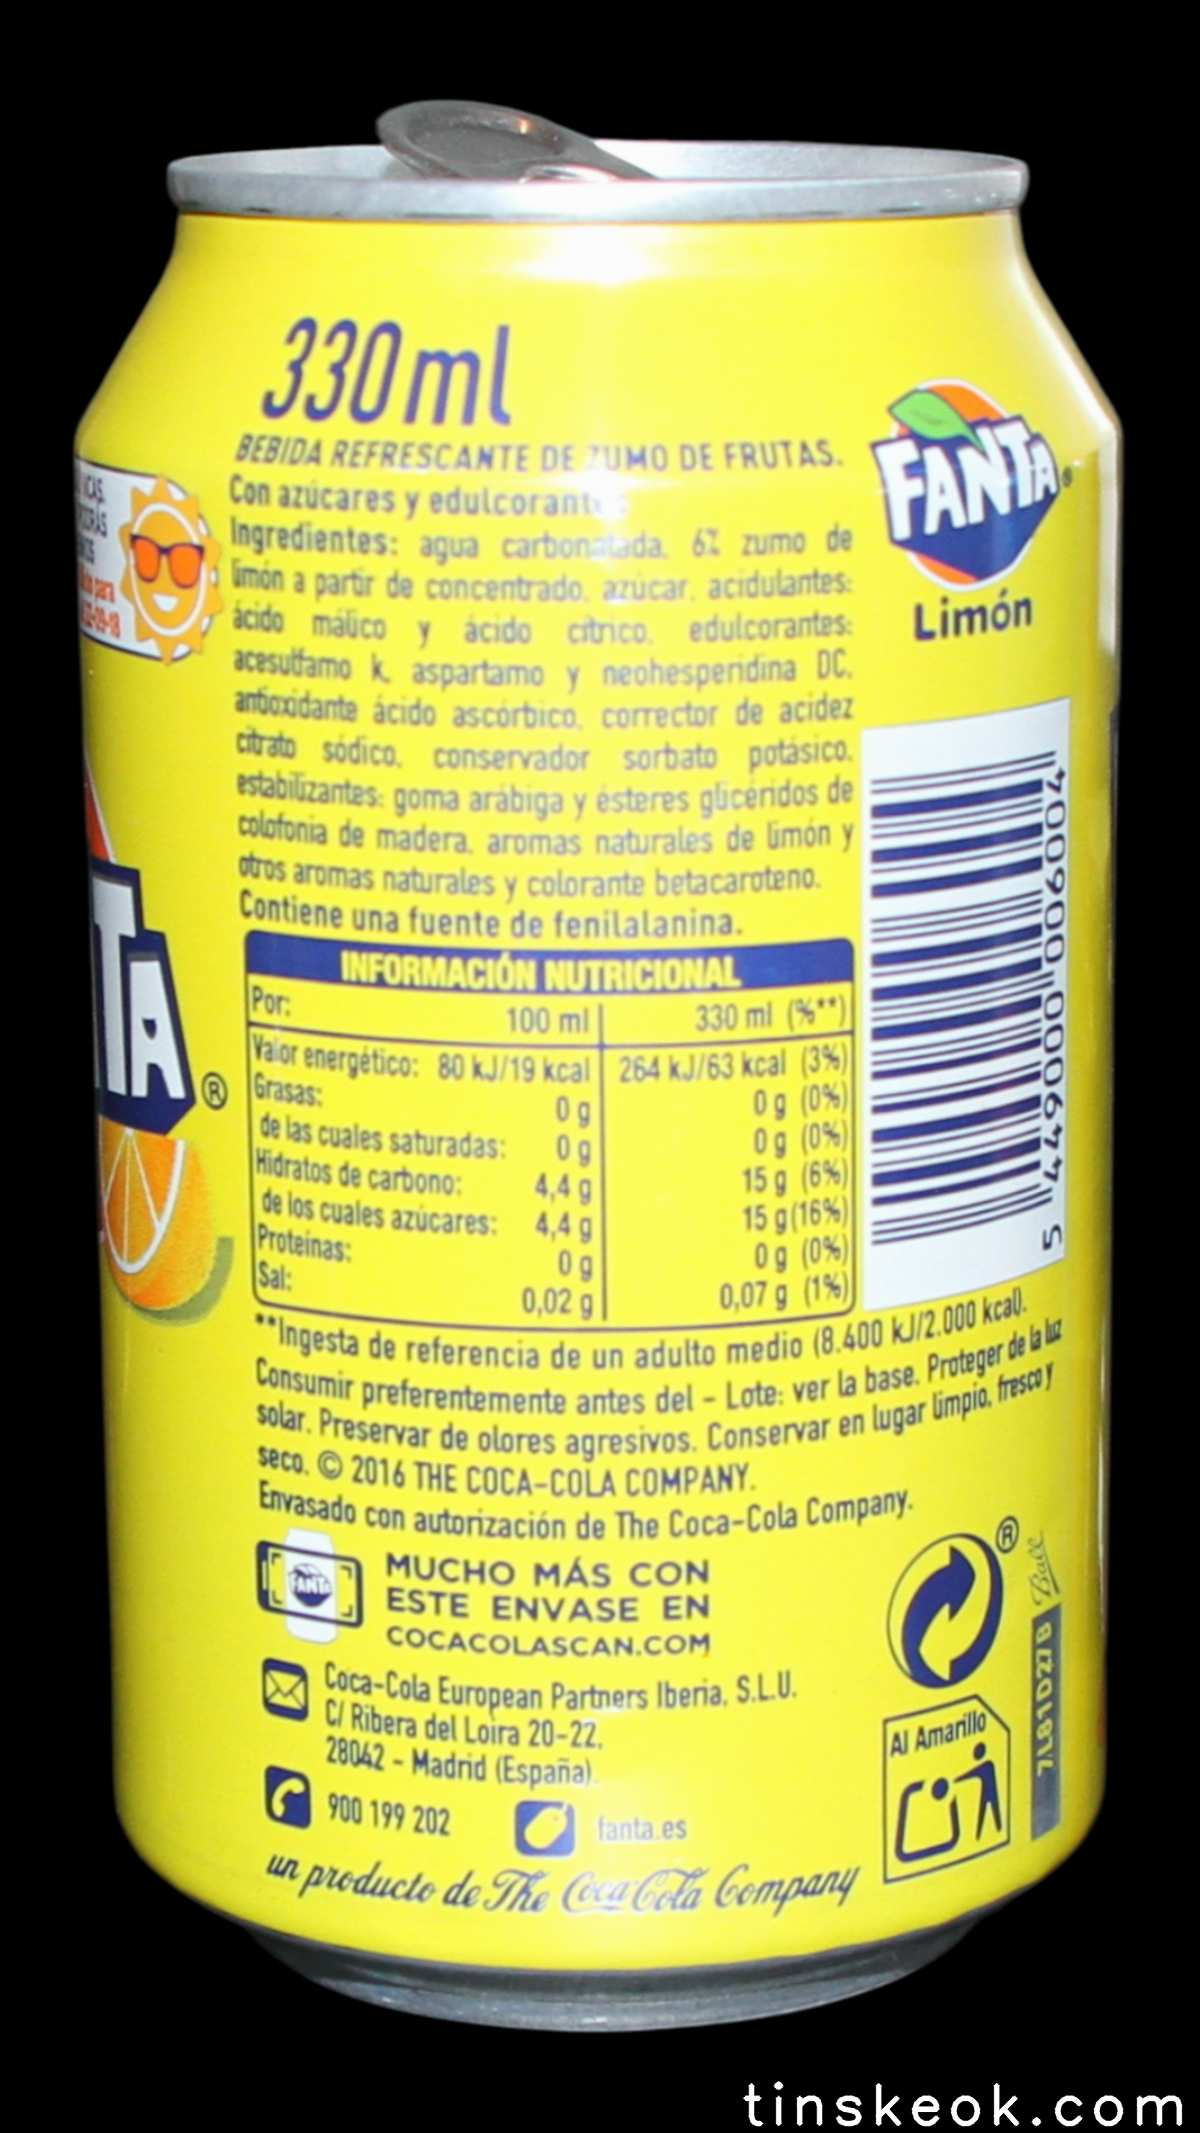 330 ml
BEBIDA REFRESCANTE DE ZUMO DE FRUTAS.
Con azúcares y edulcorantes
Ingredientes: agua carbonatada, 6% zumo de
limón a partir de concentrado, azúcar, acidulantes:
ácido málico y ácido cítrico, edulcorantes:
acesulfamo k, aspartamo y neohesperidina DC,
antioxidante ácido ascórbico, corrector de acidez
citrato sódico, conservador sorbato potásico,
estabilizantes: goma arábiga y ésteres glicéridos de
colofonia de madera, aromas naturales de limón y
otros aromas naturales y colorante betacaroteno.
Contiene una fuente de fenilalanina.
INFORMACIÓN NUTRICIONAL
Por: 100 ml 330 ml (%**)
Valor energético: 80 kJ/19 kcal 264 kJ/63 kcal (3%)
Grasas: 0 g 0 g (0%)
de las cuales saturadas: 0 g 0 g (0%)
Hidratos de carbono: 4,4 g 15 g (6%)
de los cuales azúcares: 4,4 g 15 g (16%)
Proteínas: 0 g 0 g (0%)
Sal: 0,02 g 0,07 g (1%)
**Ingesta de referencia de un adulto medio (8.400 kJ/2.000 kcal).
Consumir preferentemente antes del - Lote: ver la base. Proteger de la luz
solar. Preservar de olores agresivos. Conservar en lugar limpio, fresco y
seco. © 2016 THE COCA-COLA COMPANY.
Envasado con autorización de The Coca-Cola Company.
FANTA
MUCHO MÁS CON
ESTE ENVASE EN
COCACOLASCAN.COM
Coca-Cola European Partners Iberia, S.L.U.
C/ Ribera del Loira 20-22,
28042 - Madrid (España).
900 199 202 fanta.es
un producto de The Coca-Cola Company
FANTA®
Limón
5 449000 006004
®
Al Amarillo
Ball
7L81D27B
TA®
para
22-09-18
tinskeok.com